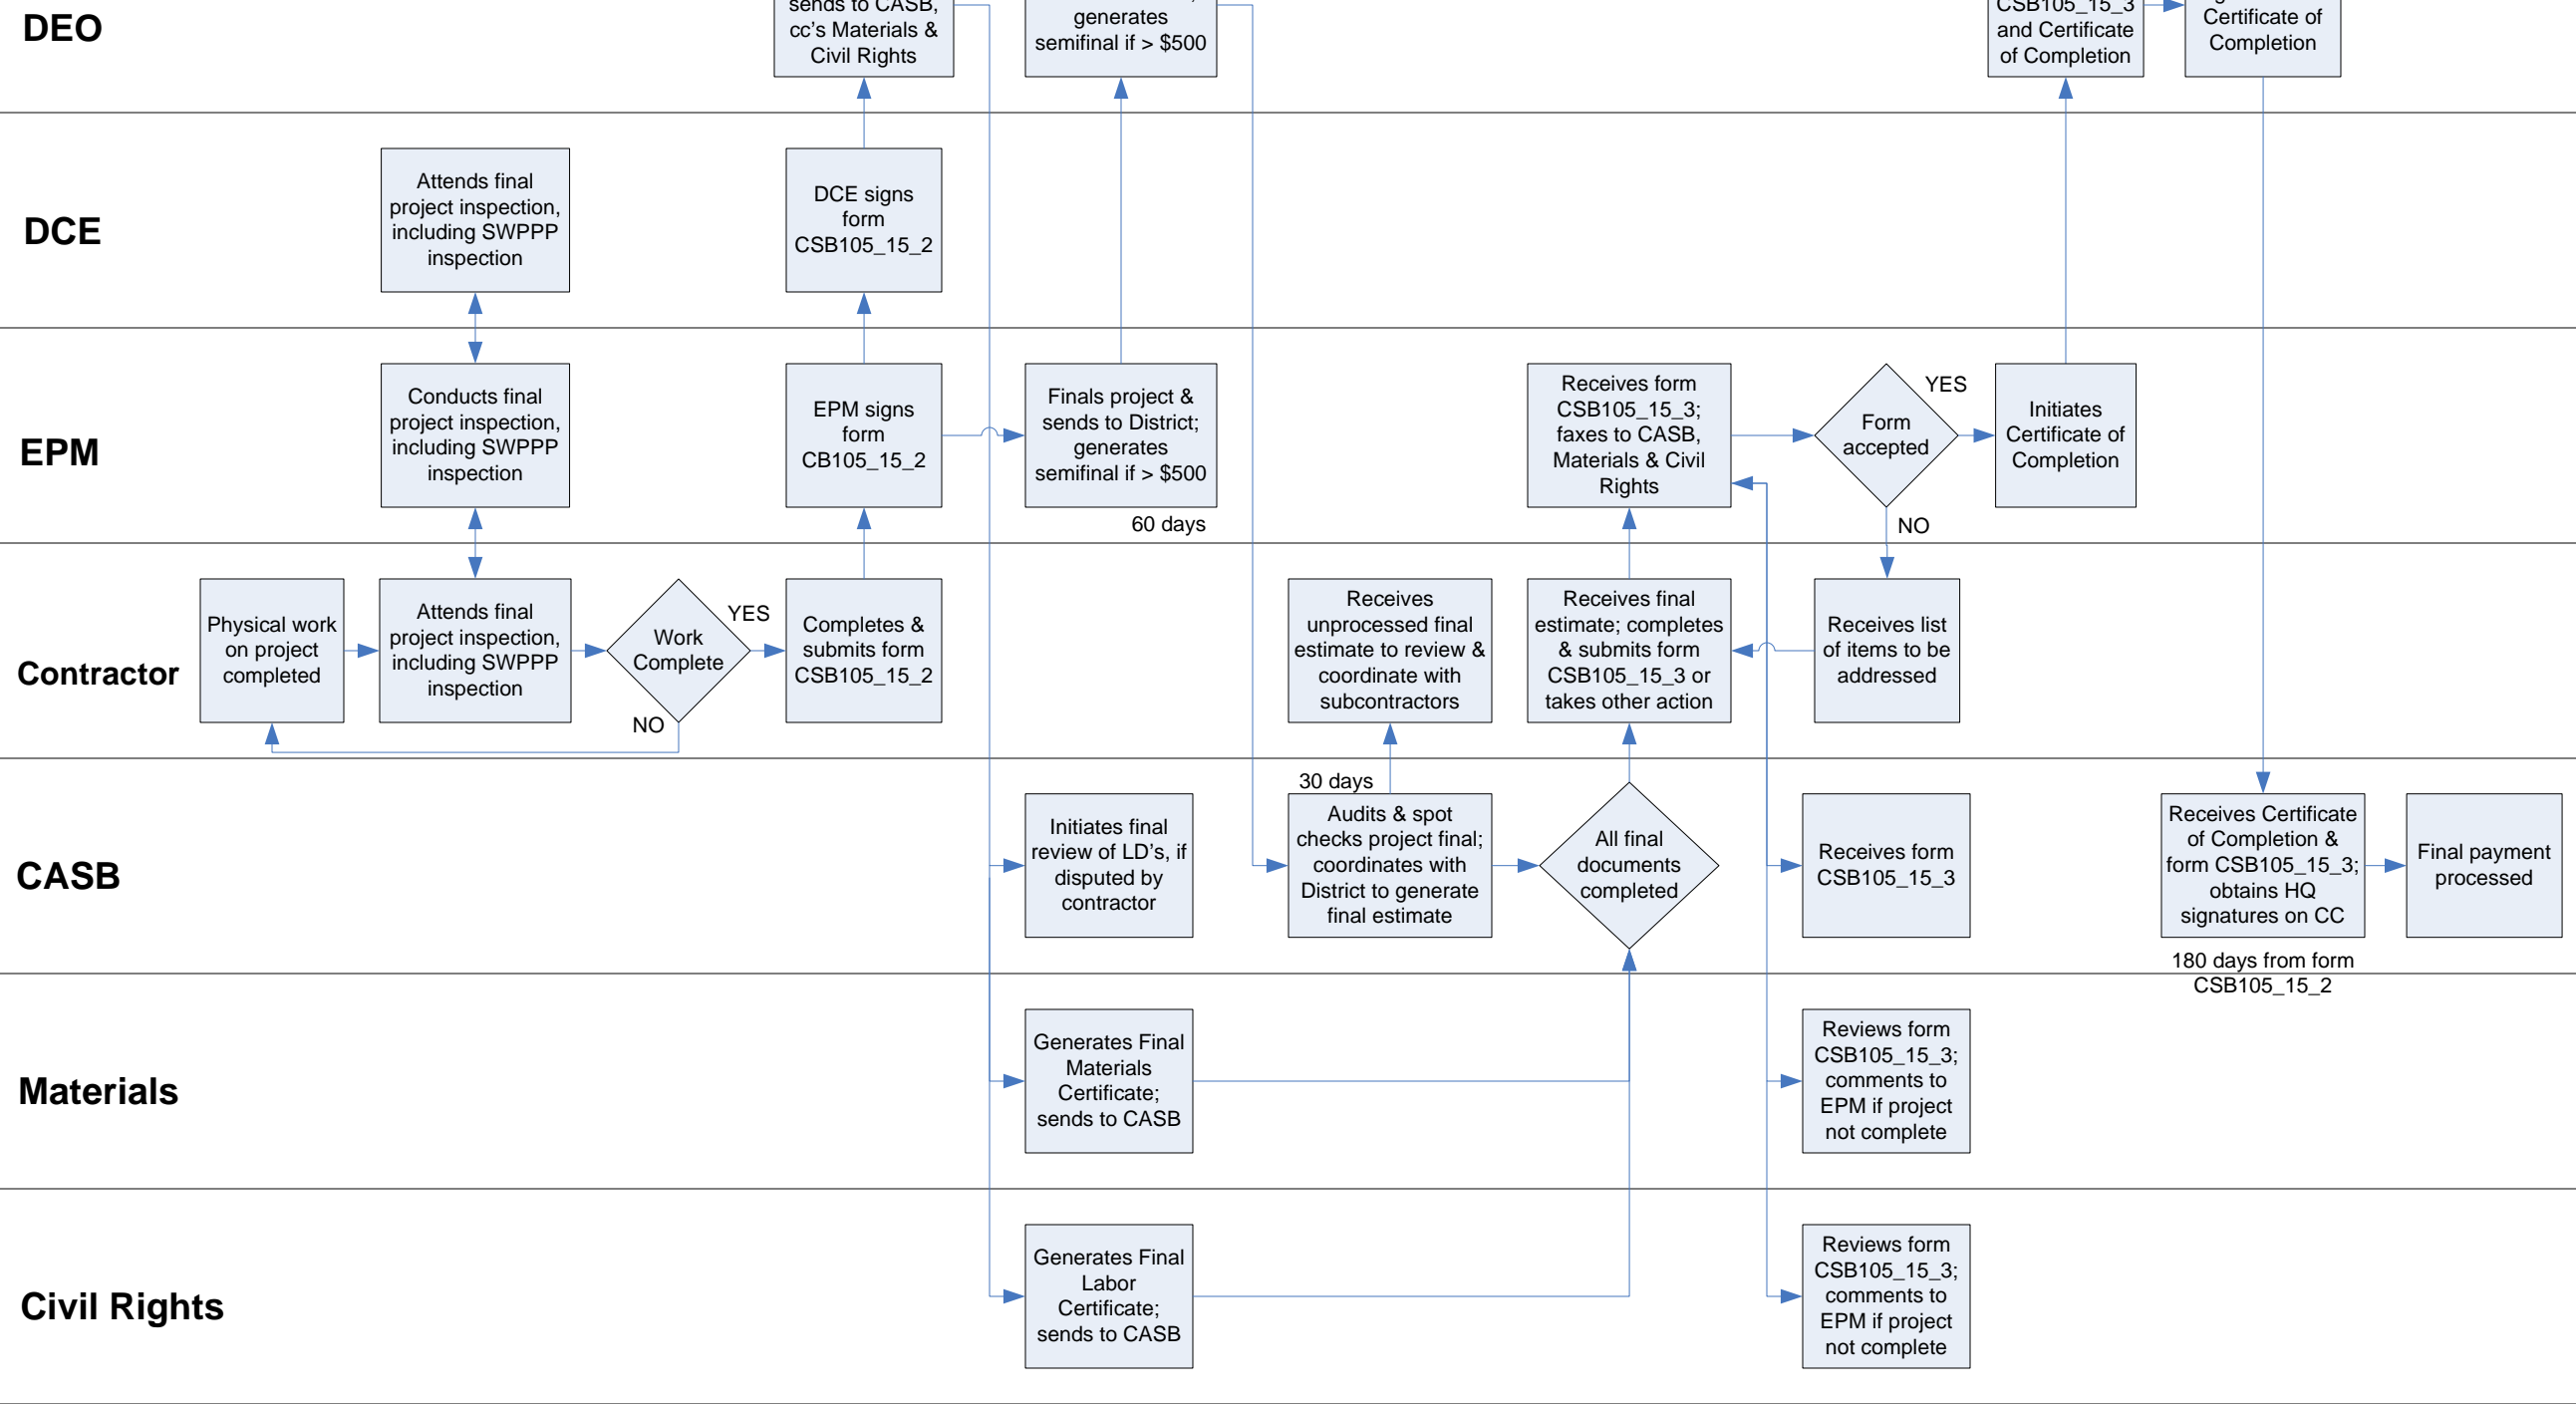 DEO
sends to CASB,
cc's Materials &
Civil Rights
generates
semifinal if > $500
CSB105_15_3
and Certificate
of Completion
Certificate of
Completion
DCE
Attends final
project inspection,
including SWPPP
inspection
DCE signs
form
CSB105_15_2
EPM
Conducts final
project inspection,
including SWPPP
inspection
EPM signs
form
CB105_15_2
Finals project &
sends to District;
generates
semifinal if > $500
60 days
Receives form
CSB105_15_3;
faxes to CASB,
Materials & Civil
Rights
Form
accepted
YES
NO
Initiates
Certificate of
Completion
Contractor
Physical work
on project
completed
Attends final
project inspection,
including SWPPP
inspection
Work
Complete
YES
NO
Completes &
submits form
CSB105_15_2
Receives
unprocessed final
estimate to review &
coordinate with
subcontractors
Receives final
estimate; completes
& submits form
CSB105_15_3 or
takes other action
Receives list
of items to be
addressed
CASB
Initiates final
review of LD's, if
disputed by
contractor
30 days
Audits & spot
checks project final;
coordinates with
District to generate
final estimate
All final
documents
completed
Receives form
CSB105_15_3
Receives Certificate
of Completion &
form CSB105_15_3;
obtains HQ
signatures on CC
180 days from form
CSB105_15_2
Final payment
processed
Materials
Generates Final
Materials
Certificate;
sends to CASB
Reviews form
CSB105_15_3;
comments to
EPM if project
not complete
Civil Rights
Generates Final
Labor
Certificate;
sends to CASB
Reviews form
CSB105_15_3;
comments to
EPM if project
not complete